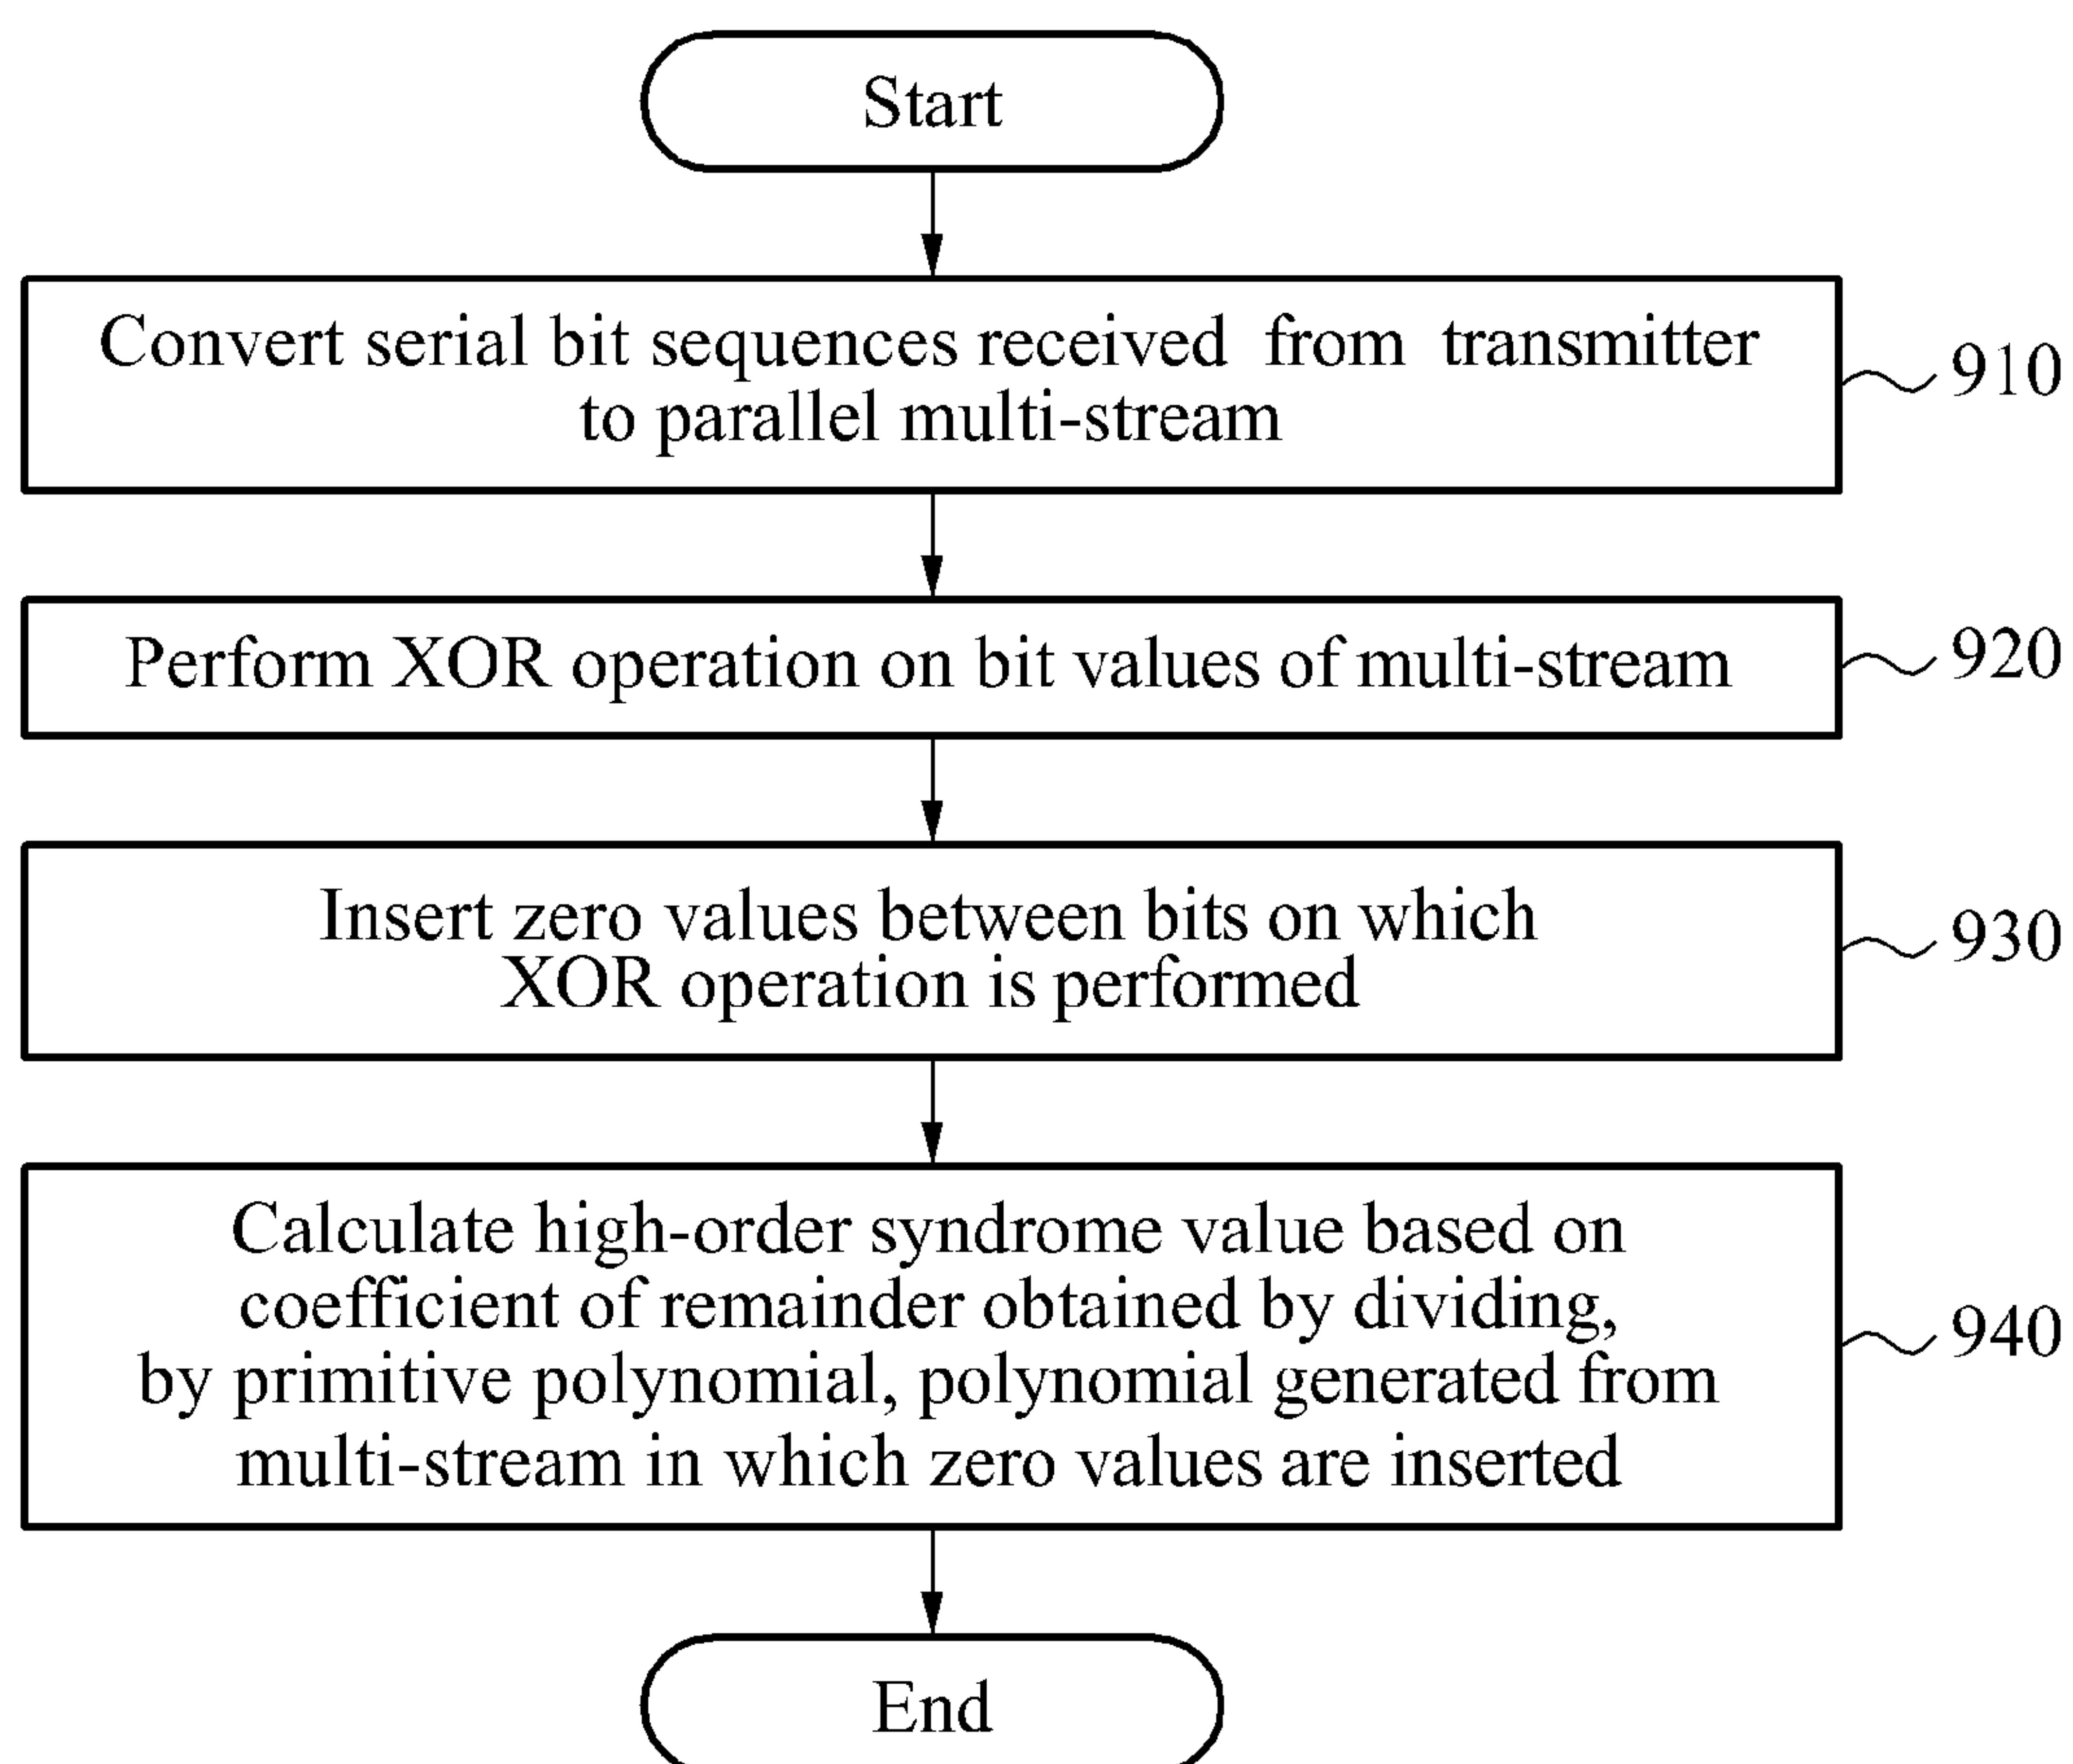 Start
Convert serial bit sequences received from transmitter
to parallel multi-stream
910
Perform XOR operation on bit values of multi-stream
920
Insert zero values between bits on which
XOR operation is performed
930
Calculate high-order syndrome value based on
coefficient of remainder obtained by dividing,
by primitive polynomial, polynomial generated from
multi-stream in which zero values are inserted
940
End